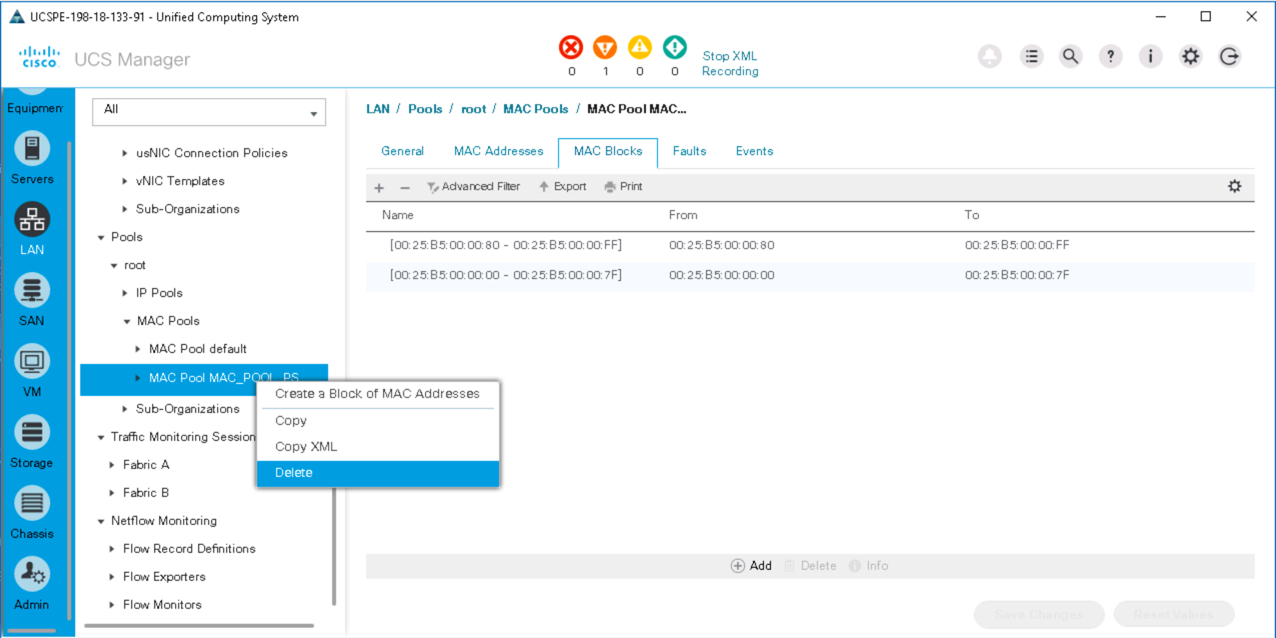 UCSPE-198-18-133-91 - Unified Computing System
cisco UCS Manager
0 1 0 0
Stop XML
Recording
Equipmen
Servers
LAN
SAN
VM
Storage
Chassis
Admin
All
usNIC Connection Policies
vNIC Templates
Sub-Organizations
Pools
root
IP Pools
MAC Pools
MAC Pool default
MAC Pool MAC_POOL_PS
Sub-Organizations
Traffic Monitoring Session
Fabric A
Fabric B
Netflow Monitoring
Flow Record Definitions
Flow Exporters
Flow Monitors
Create a Block of MAC Addresses
Copy
Copy XML
Delete
LAN / Pools / root / MAC Pools / MAC Pool MAC...
General MAC Addresses MAC Blocks Faults Events
+ − Advanced Filter Export Print
Name From To
[00:25:B5:00:00:80 - 00:25:B5:00:00:FF] 00:25:B5:00:00:80 00:25:B5:00:00:FF
[00:25:B5:00:00:00 - 00:25:B5:00:00:7F] 00:25:B5:00:00:00 00:25:B5:00:00:7F
Add Delete Info
Save Changes Reset Values